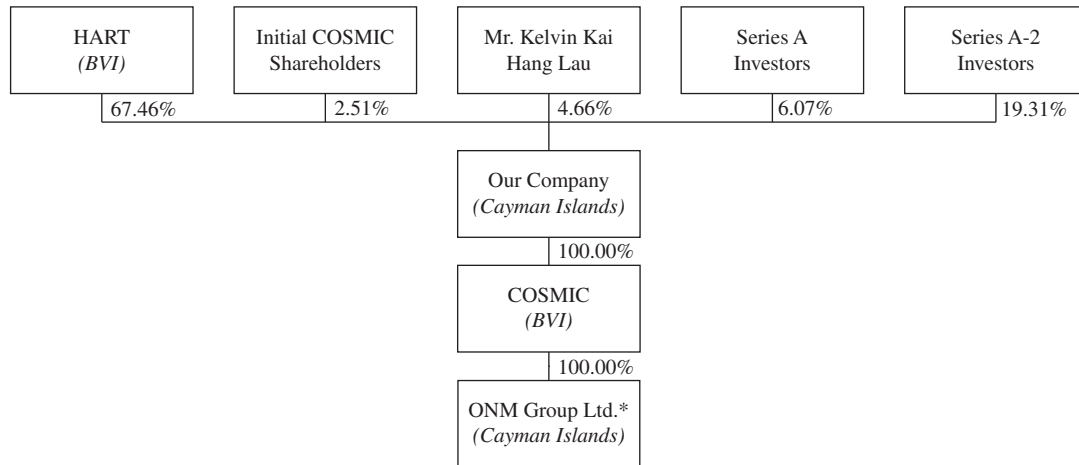 HART
(BVI)
Initial COSMIC
Shareholders
Mr. Kelvin Kai
Hang Lau
Series A
Investors
Series A-2
Investors
67.46%
2.51%
4.66%
6.07%
19.31%
Our Company
(Cayman Islands)
100.00%
COSMIC
(BVI)
100.00%
ONM Group Ltd.*
(Cayman Islands)